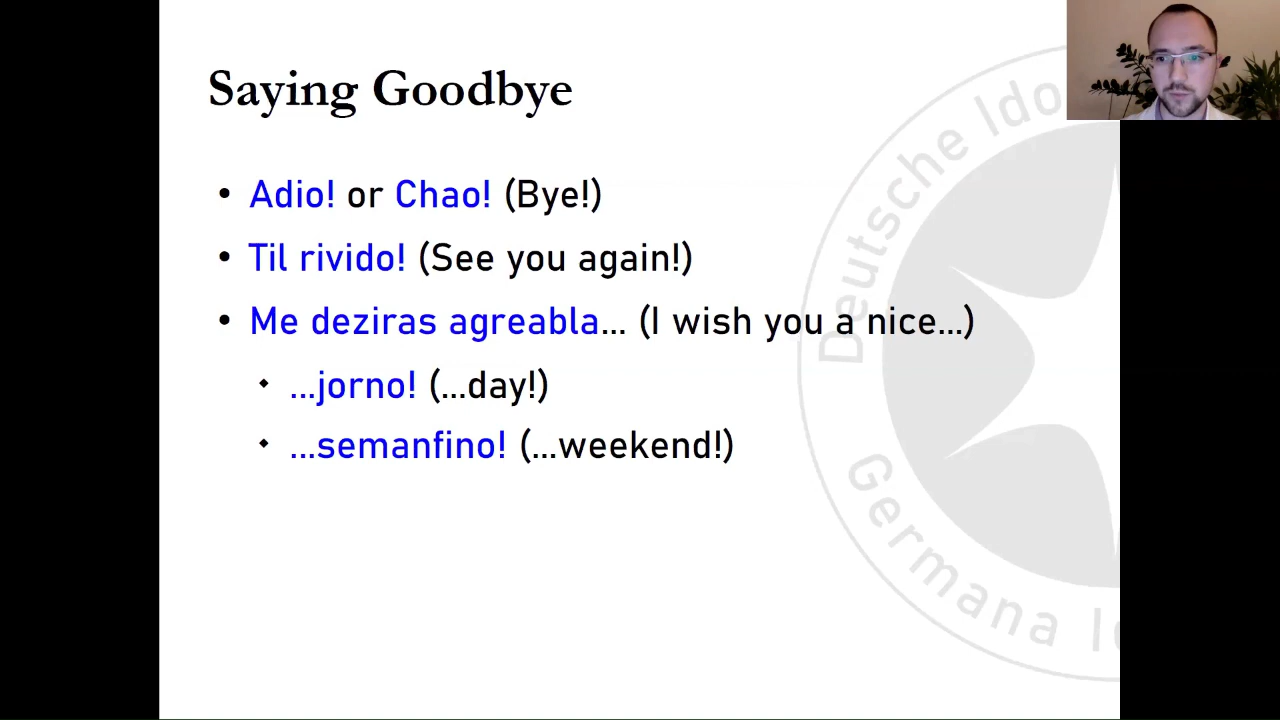 Saying Goodbye
• Adio! or Chao! (Bye!)
• Til rivido! (See you again!)
• Me deziras agreabla... (I wish you a nice...)
...jorno! (...day!)
...semanfino! (...weekend!)
Deutsche Ido
Germana